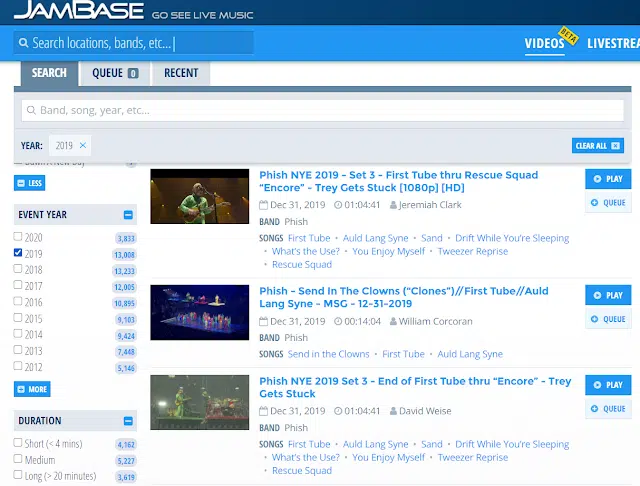 JAMBASE GO SEE LIVE MUSIC
Search locations, bands, etc...
VIDEOS BETA LIVESTREA
SEARCH QUEUE 0 RECENT
Band, song, year, etc...
YEAR: 2019 × CLEAR ALL
LESS
EVENT YEAR
2020 3,833
2019 13,008
2018 13,233
2017 12,005
2016 10,895
2015 9,103
2014 9,424
2013 7,448
2012 5,146
MORE
DURATION
Short (< 4 mins) 4,162
Medium 5,227
Long (> 20 minutes) 3,619
Phish NYE 2019 - Set 3 - First Tube thru Rescue Squad
“Encore” - Trey Gets Stuck [1080p] [HD]
Dec 31, 2019 01:04:41 Jeremiah Clark
BAND Phish
SONGS First Tube • Auld Lang Syne • Sand • Drift While You're Sleeping
• What's the Use? • You Enjoy Myself • Tweezer Reprise
• Rescue Squad
PLAY
QUEUE
Phish - Send In The Clowns (“Clones”)//First Tube//Auld
Lang Syne - MSG - 12-31-2019
Dec 31, 2019 00:14:04 William Corcoran
BAND Phish
SONGS Send in the Clowns • First Tube • Auld Lang Syne
PLAY
QUEUE
Phish NYE 2019 Set 3 - End of First Tube thru “Encore” - Trey
Gets Stuck
Dec 31, 2019 01:04:41 David Weise
BAND Phish
SONGS First Tube • Auld Lang Syne • Sand • Drift While You're Sleeping
• What's the Use? • You Enjoy Myself • Tweezer Reprise
• Rescue Squad
PLAY
QUEUE